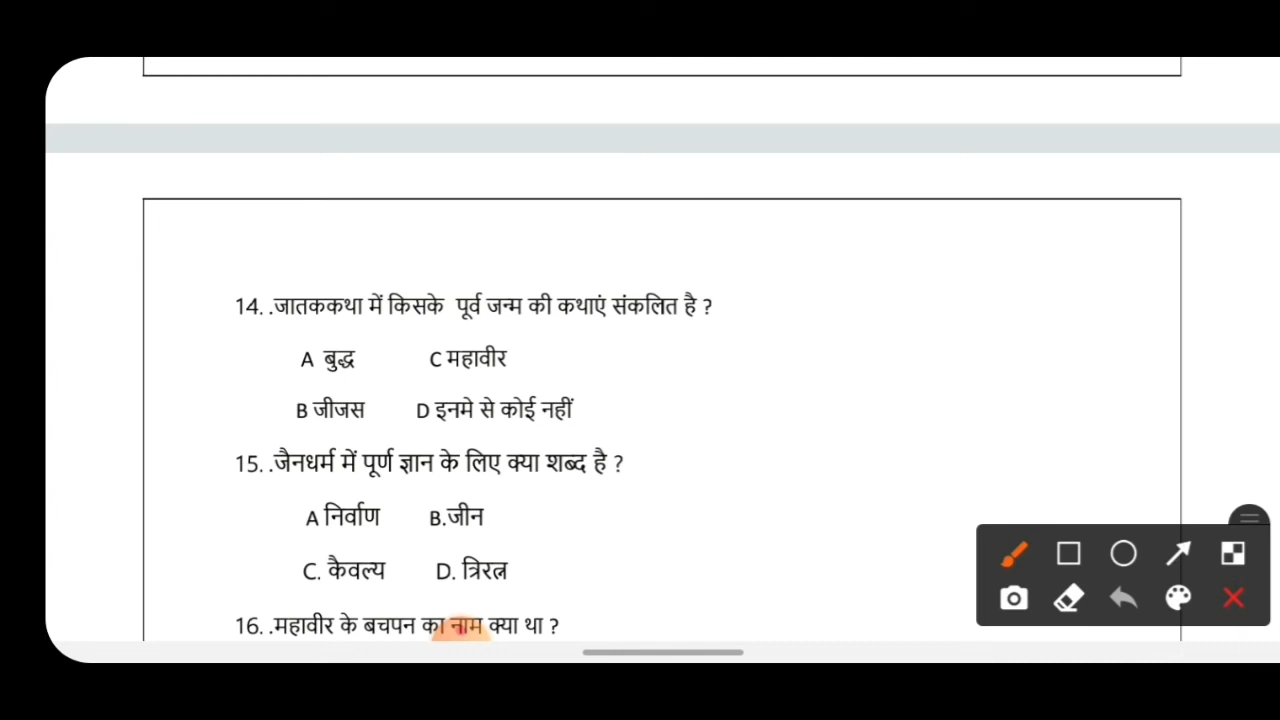 14. .जातककथा में किसके पूर्व जन्म की कथाएं संकलित है ?
A बुद्ध C महावीर
B जीजस D इनमे से कोई नहीं
15. .जैनधर्म में पूर्ण ज्ञान के लिए क्या शब्द है ?
A निर्वाण B.जीन
C. कैवल्य D. त्रिरत्न
16. .महावीर के बचपन का नाम क्या था ?